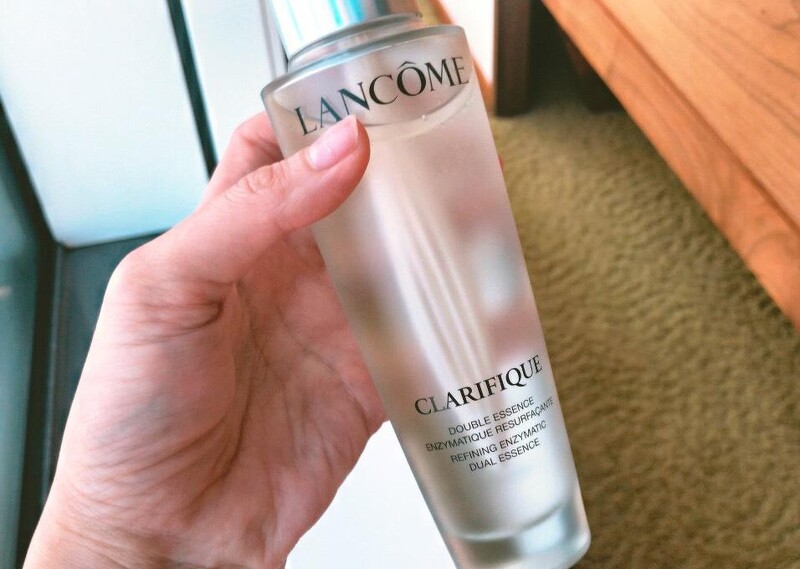 LANCÔME
CLARIFIQUE
DOUBLE ESSENCE
ENZYMATIQUE RESURFAÇANTE
REFINING ENZYMATIC
DUAL ESSENCE